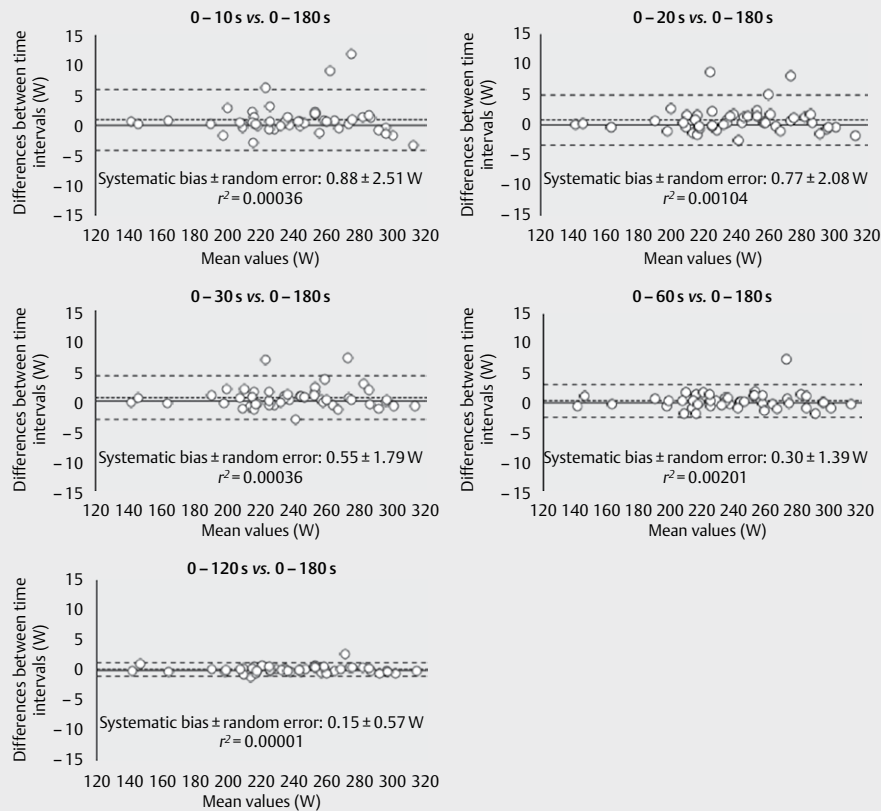 0 – 10 s vs. 0 – 180 s
Differences between time
intervals (W)
15
10
5
0
– 5
– 10
– 15
Systematic bias ± random error: 0.88 ± 2.51 W
r² = 0.00036
120 140 160 180 200 220 240 260 280 300 320
Mean values (W)
0 – 20 s vs. 0 – 180 s
Differences between time
intervals (W)
15
10
5
0
– 5
– 10
– 15
Systematic bias ± random error: 0.77 ± 2.08 W
r² = 0.00104
120 140 160 180 200 220 240 260 280 300 320
Mean values (W)
0 – 30 s vs. 0 – 180 s
Differences between time
intervals (W)
15
10
5
0
– 5
– 10
– 15
Systematic bias ± random error: 0.55 ± 1.79 W
r² = 0.00036
120 140 160 180 200 220 240 260 280 300 320
Mean values (W)
0 – 60 s vs. 0 – 180 s
Differences between time
intervals (W)
15
10
5
0
– 5
– 10
– 15
Systematic bias ± random error: 0.30 ± 1.39 W
r² = 0.00201
120 140 160 180 200 220 240 260 280 300 320
Mean values (W)
0 – 120 s vs. 0 – 180 s
Differences between time
intervals (W)
15
10
5
0
– 5
– 10
– 15
Systematic bias ± random error: 0.15 ± 0.57 W
r² = 0.00001
120 140 160 180 200 220 240 260 280 300 320
Mean values (W)